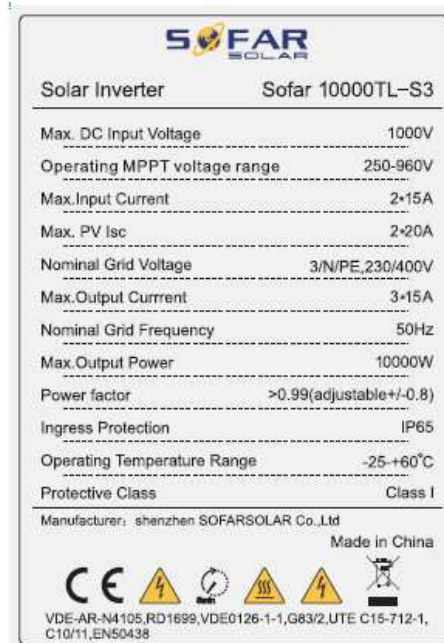 SOFAR
SOLAR
Solar Inverter Sofar 10000TL-S3
Max. DC Input Voltage 1000V
Operating MPPT voltage range 250-960V
Max.Input Current 2*15A
Max. PV Isc 2*20A
Nominal Grid Voltage 3/N/PE,230/400V
Max.Output Currrent 3*15A
Nominal Grid Frequency 50Hz
Max.Output Power 10000W
Power factor >0.99(adjustable+/-0.8)
Ingress Protection IP65
Operating Temperature Range -25-+60°C
Protective Class Class I
Manufacturer: shenzhen SOFARSOLAR Co.,Ltd
Made in China
CE
VDE-AR-N4105,RD1699,VDE0126-1-1,G83/2,UTE C15-712-1,
C10/11,EN50438